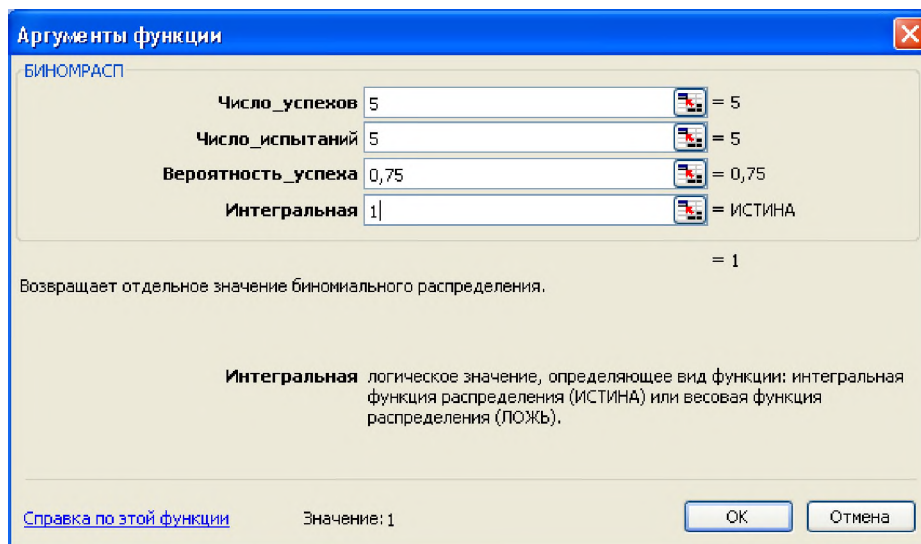 Аргументы функции
БИНОМРАСП
Число_успехов 5 = 5
Число_испытаний 5 = 5
Вероятность_успеха 0,75 = 0,75
Интегральная 1 = ИСТИНА
= 1
Возвращает отдельное значение биномиального распределения.
Интегральная логическое значение, определяющее вид функции: интегральная
функция распределения (ИСТИНА) или весовая функция
распределения (ЛОЖЬ).
Справка по этой функции Значение: 1 ОК Отмена